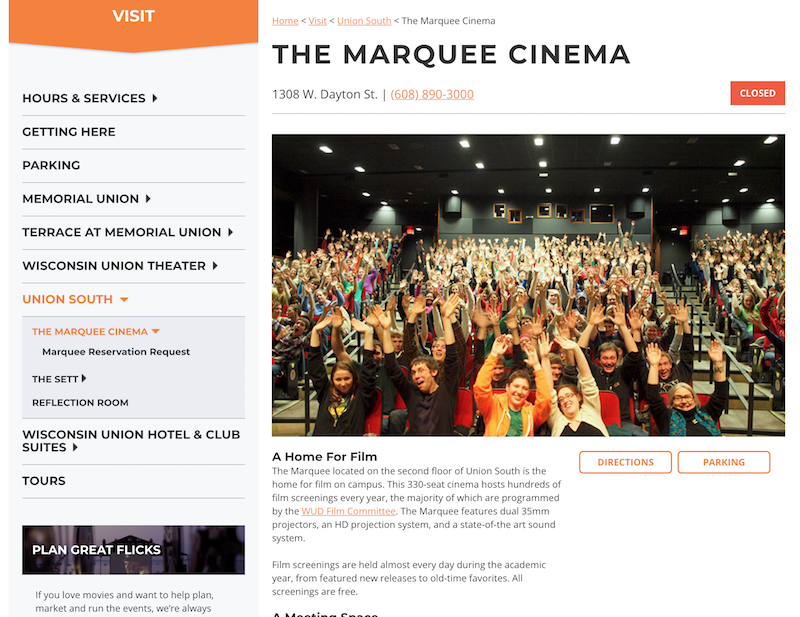 VISIT
HOURS & SERVICES
GETTING HERE
PARKING
MEMORIAL UNION
TERRACE AT MEMORIAL UNION
WISCONSIN UNION THEATER
UNION SOUTH
THE MARQUEE CINEMA
Marquee Reservation Request
THE SETT
REFLECTION ROOM
WISCONSIN UNION HOTEL & CLUB
SUITES
TOURS
PLAN GREAT FLICKS
If you love movies and want to help plan,
market and run the events, we're always
Home < Visit < Union South < The Marquee Cinema
THE MARQUEE CINEMA
1308 W. Dayton St. | (608) 890-3000
CLOSED
A Home For Film
The Marquee located on the second floor of Union South is the
home for film on campus. This 330-seat cinema hosts hundreds of
film screenings every year, the majority of which are programmed
by the WUD Film Committee. The Marquee features dual 35mm
projectors, an HD projection system, and a state-of-the art sound
system.
Film screenings are held almost every day during the academic
year, from featured new releases to old-time favorites. All
screenings are free.
A Meeting Space
DIRECTIONS
PARKING